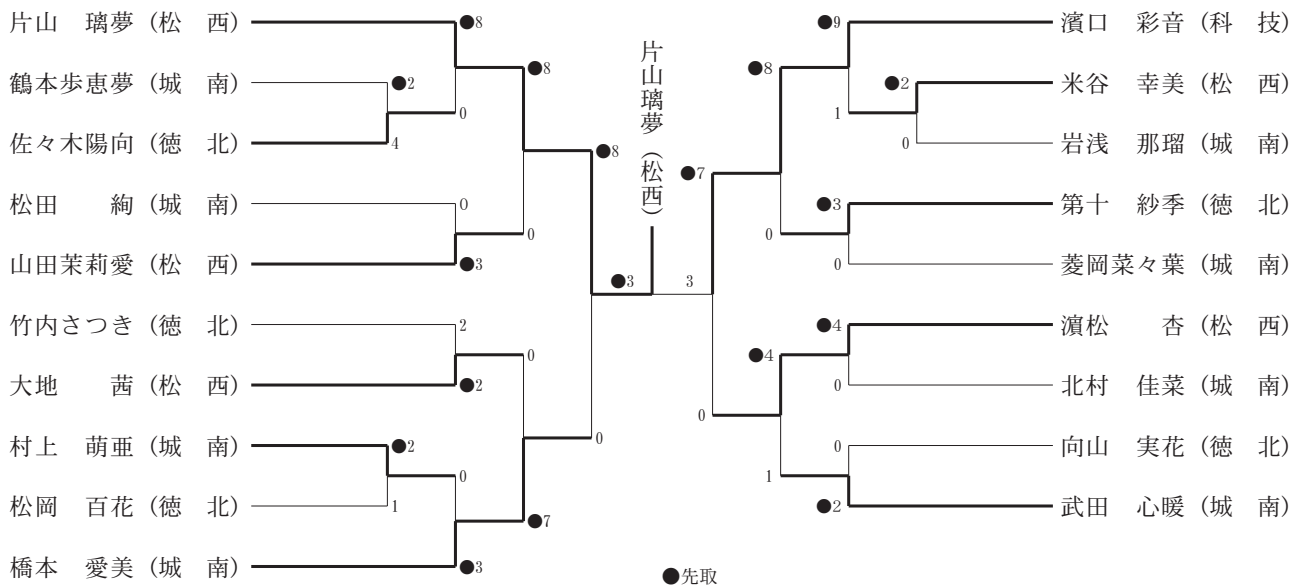 片山　璃夢（松　西）
鶴本歩恵夢（城　南）
佐々木陽向（徳　北）
松田　　絢（城　南）
山田茉莉愛（松　西）
竹内さつき（徳　北）
大地　　茜（松　西）
村上　萌亜（城　南）
松岡　百花（徳　北）
橋本　愛美（城　南）
●8
●2
4
0
●3
2
●2
●2
1
●3
0
0
●8
0
0
●7
●8
0
●3
片山璃夢（松西）
3
●7
0
●8
0
●4
1
●9
1
●2
0
●3
0
●4
0
0
●2
濱口　彩音（科　技）
米谷　幸美（松　西）
岩浅　那瑠（城　南）
第十　紗季（徳　北）
菱岡菜々葉（城　南）
濵松　　杏（松　西）
北村　佳菜（城　南）
向山　実花（徳　北）
武田　心暖（城　南）
●先取